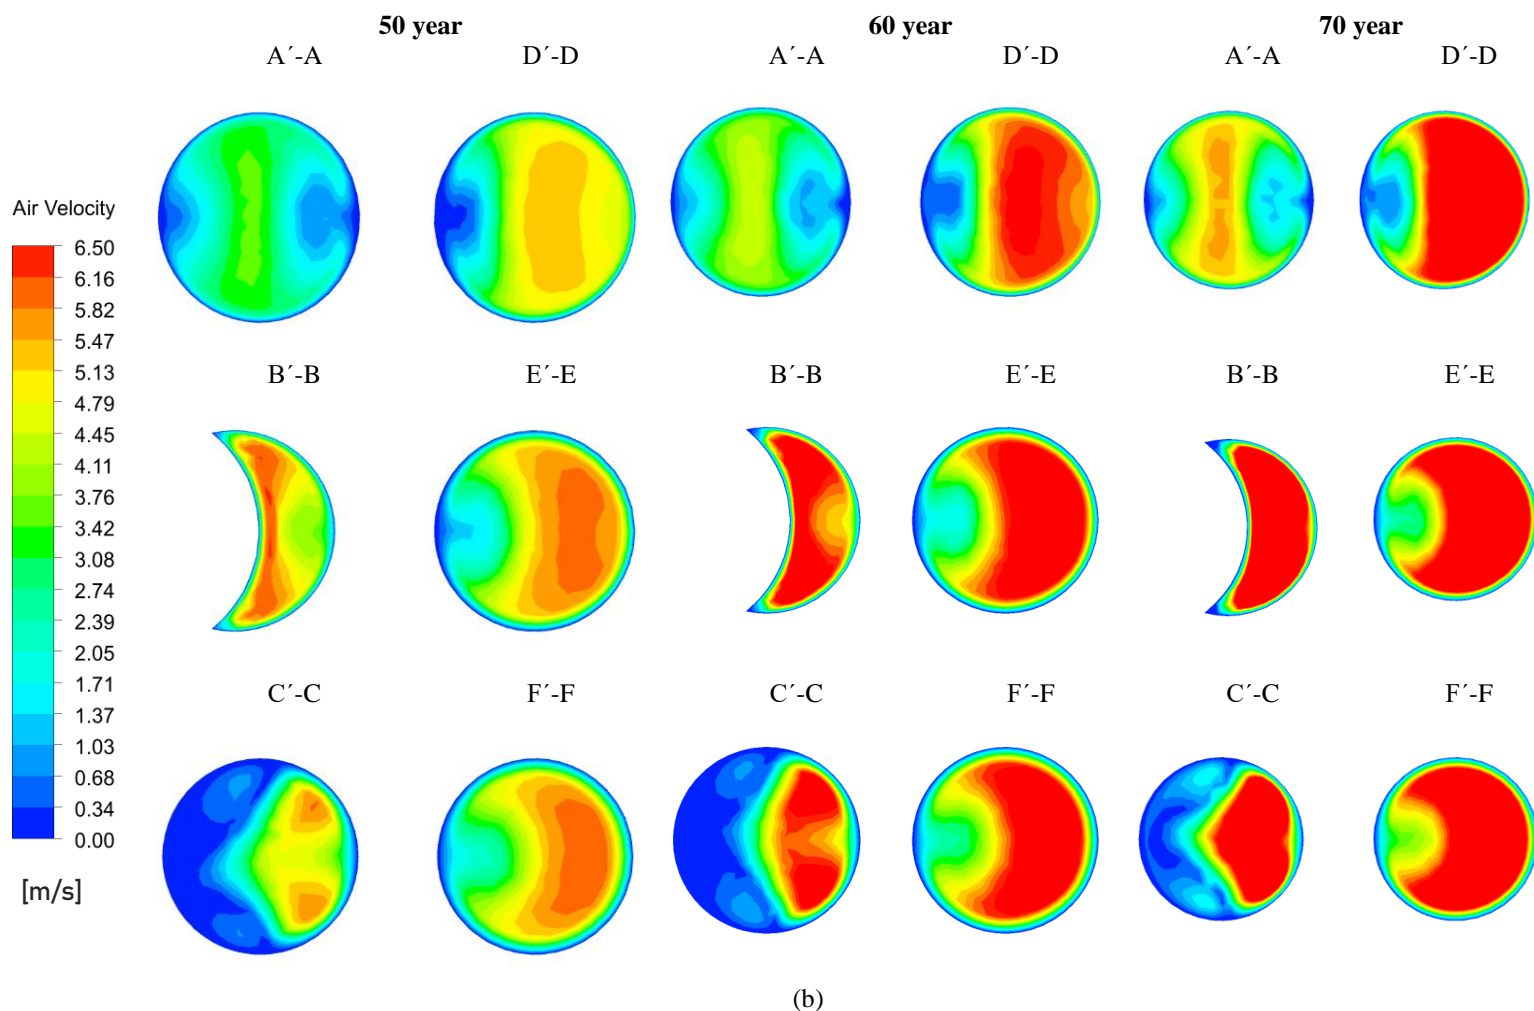 50 year
60 year
70 year
A´-A
D´-D
A´-A
D´-D
A´-A
D´-D
Air Velocity
6.50
6.16
5.82
5.47
5.13
4.79
4.45
4.11
3.76
3.42
3.08
2.74
2.39
2.05
1.71
1.37
1.03
0.68
0.34
0.00
[m/s]
B´-B
E´-E
B´-B
E´-E
B´-B
E´-E
C´-C
F´-F
C´-C
F´-F
C´-C
F´-F
(b)